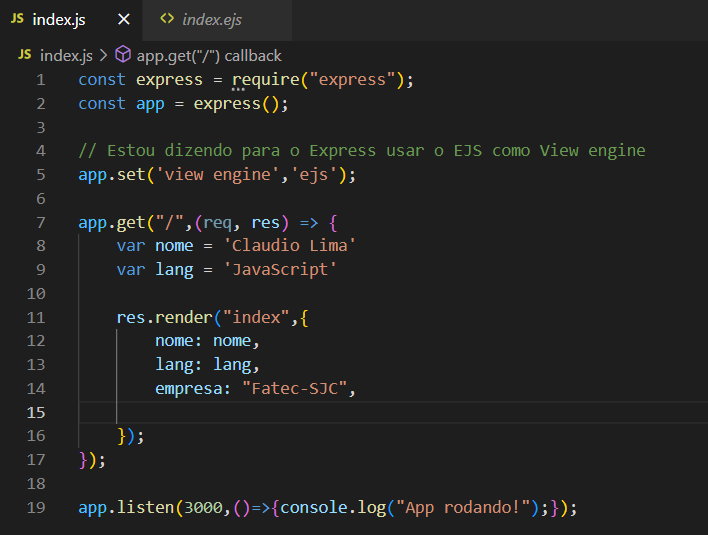 JS index.js ×
<> index.ejs
JS index.js > app.get("/") callback
1 const express = require("express");
2 const app = express();
3
4 // Estou dizendo para o Express usar o EJS como View engine
5 app.set('view engine','ejs');
6
7 app.get("/",(req, res) => {
8     var nome = 'Claudio Lima'
9     var lang = 'JavaScript'
10
11     res.render("index",{
12         nome: nome,
13         lang: lang,
14         empresa: "Fatec-SJC",
15
16     });
17 });
18
19 app.listen(3000,()=>{console.log("App rodando!");});